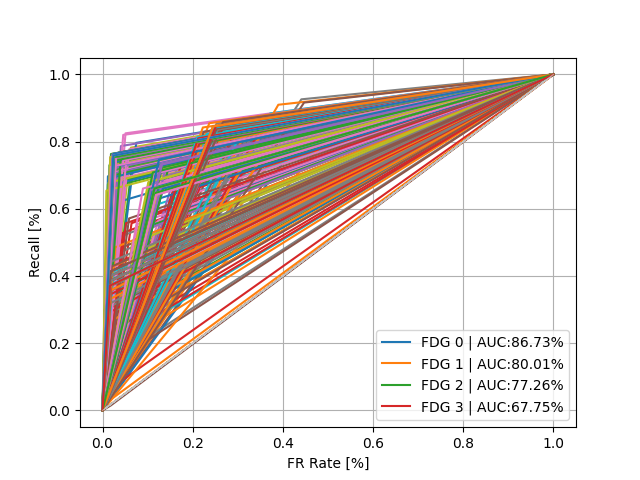 1.0
0.8
0.6
0.4
0.2
0.0
Recall [%]
FDG 0 | AUC:86.73%
FDG 1 | AUC:80.01%
FDG 2 | AUC:77.26%
FDG 3 | AUC:67.75%
0.0 0.2 0.4 0.6 0.8 1.0
FR Rate [%]